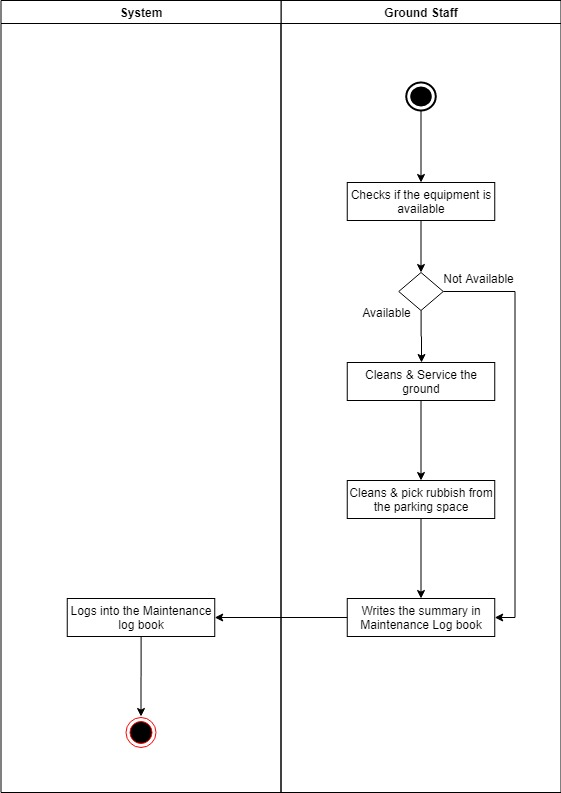 System
Ground Staff
Checks if the equipment is
available
Not Available
Available
Cleans & Service the
ground
Cleans & pick rubbish from
the parking space
Logs into the Maintenance
log book
Writes the summary in
Maintenance Log book